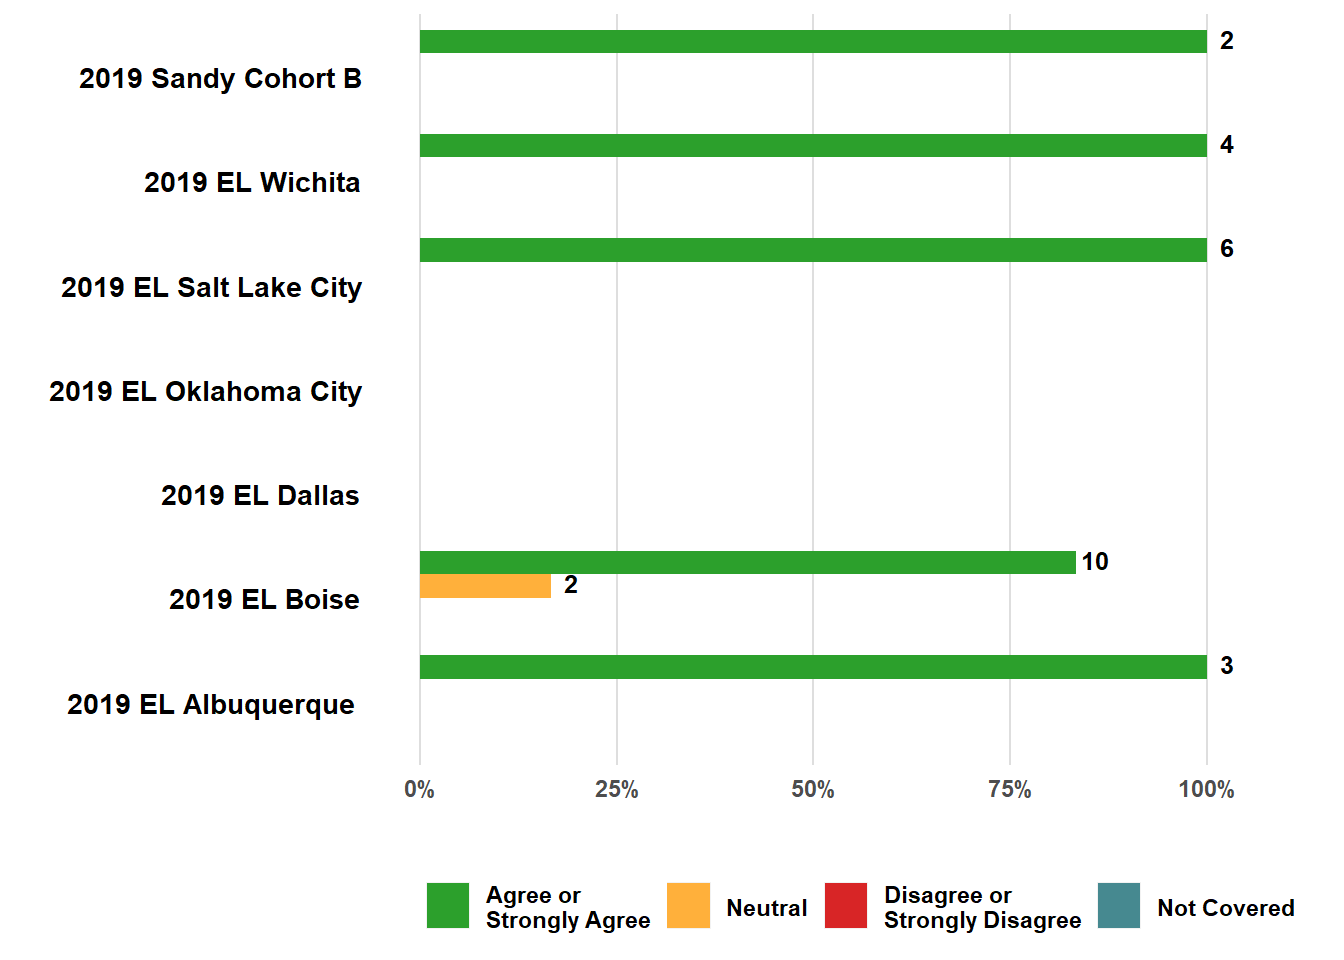 2
2019 Sandy Cohort B
4
2019 EL Wichita
6
2019 EL Salt Lake City
2019 EL Oklahoma City
2019 EL Dallas
10
2
2019 EL Boise
3
2019 EL Albuquerque
0% 25% 50% 75% 100%
Agree or
Strongly Agree
Neutral
Disagree or
Strongly Disagree
Not Covered